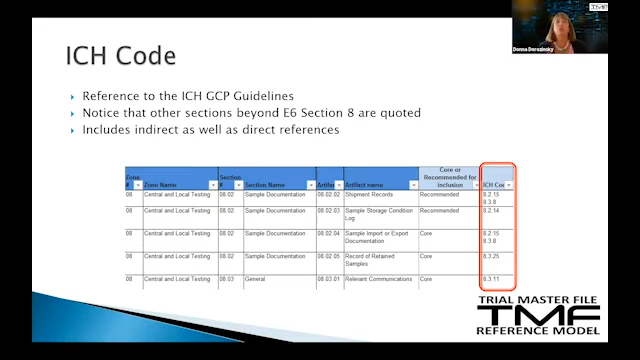 TMF
Donna Dorozinsky
ICH Code
Reference to the ICH GCP Guidelines
Notice that other sections beyond E6 Section 8 are quoted
Includes indirect as well as direct references
Zone # Zone Name Section # Section Name Artifact Artifact name Core or Recommended for inclusion ICH Cod
08 Central and Local Testing 08.02 Sample Documentation 08.02.02 Shipment Records Recommended 8.2.15 8.3.8
08 Central and Local Testing 08.02 Sample Documentation 08.02.03 Sample Storage Condition Log Recommended 8.2.14
08 Central and Local Testing 08.02 Sample Documentation 08.02.04 Sample Import or Export Documentation Core 8.2.15 8.3.8
08 Central and Local Testing 08.02 Sample Documentation 08.02.05 Record of Retained Samples Core 8.3.25
08 Central and Local Testing 08.03 General 08.03.01 Relevant Communications Core 8.3.11
TRIAL MASTER FILE
TMF
REFERENCE MODEL